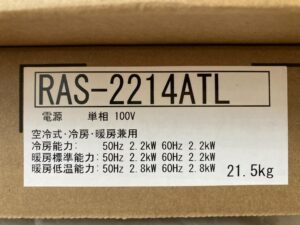 RAS-2214ATL
電源 単相 100V
空冷式・冷房・暖房兼用
冷房能力: 50Hz 2.2kW 60Hz 2.2kW
暖房標準能力: 50Hz 2.2kW 60Hz 2.2kW
暖房低温能力: 50Hz 2.8kW 60Hz 2.8kW 21.5kg